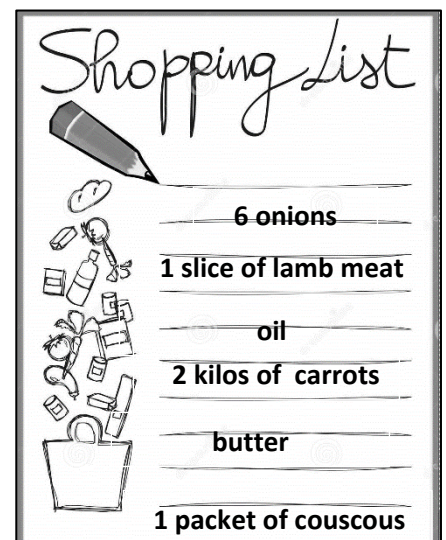 Shopping List
6 onions
1 slice of lamb meat
oil
2 kilos of carrots
butter
1 packet of couscous